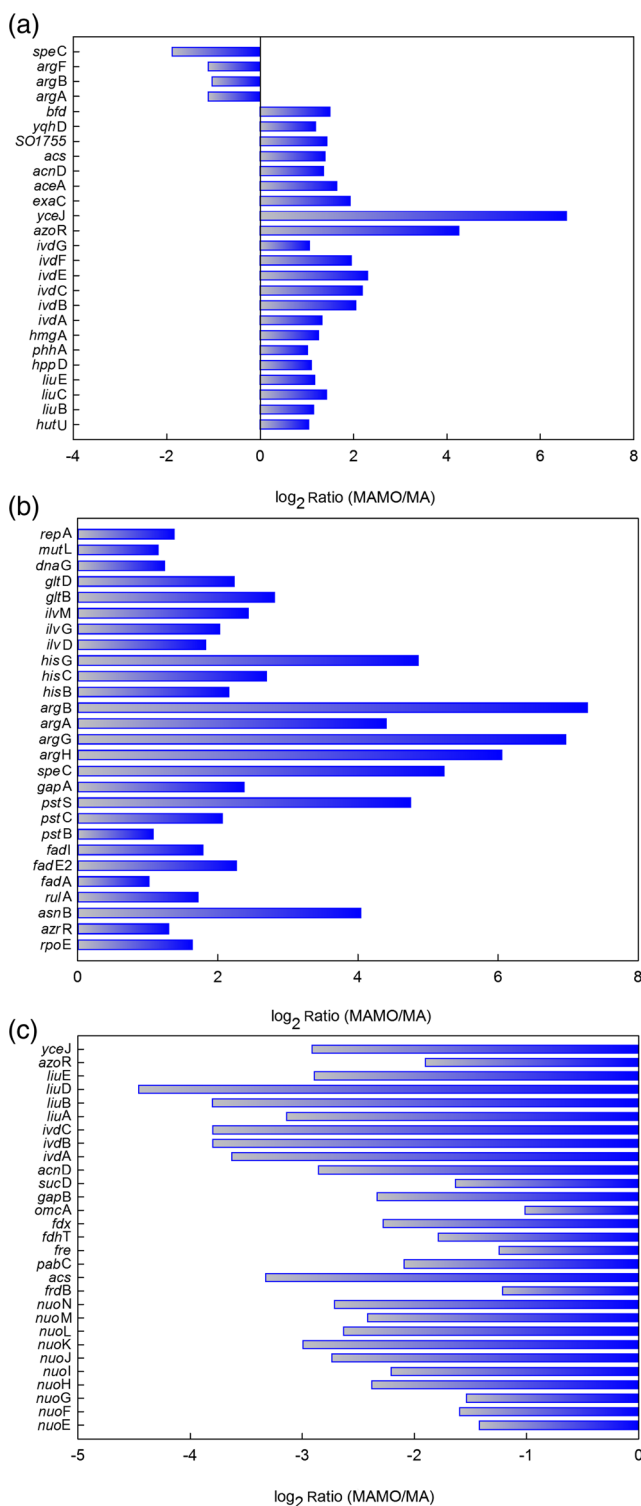 (a)
speC
argF
argB
argA
bfd
yqhD
SO1755
acs
acnD
aceA
exaC
yceJ
azoR
ivdG
ivdF
ivdE
ivdC
ivdB
ivdA
hmgA
phhA
hppD
liuE
liuC
liuB
hutU
-4 -2 0 2 4 6 8
log2 Ratio (MAMO/MA)
(b)
repA
mutL
dnaG
gltD
gltB
ilvM
ilvG
ilvD
hisG
hisC
hisB
argB
argA
argG
argH
speC
gapA
pstS
pstC
pstB
fadI
fadE2
fadA
rulA
asnB
azrR
rpoE
0 2 4 6 8
log2 Ratio (MAMO/MA)
(c)
yceJ
azoR
liuE
liuD
liuB
liuA
ivdC
ivdB
ivdA
acnD
sucD
gapB
omcA
fdx
fdhT
fre
pabC
acs
frdB
nuoN
nuoM
nuoL
nuoK
nuoJ
nuoI
nuoH
nuoG
nuoF
nuoE
-5 -4 -3 -2 -1 0
log2 Ratio (MAMO/MA)